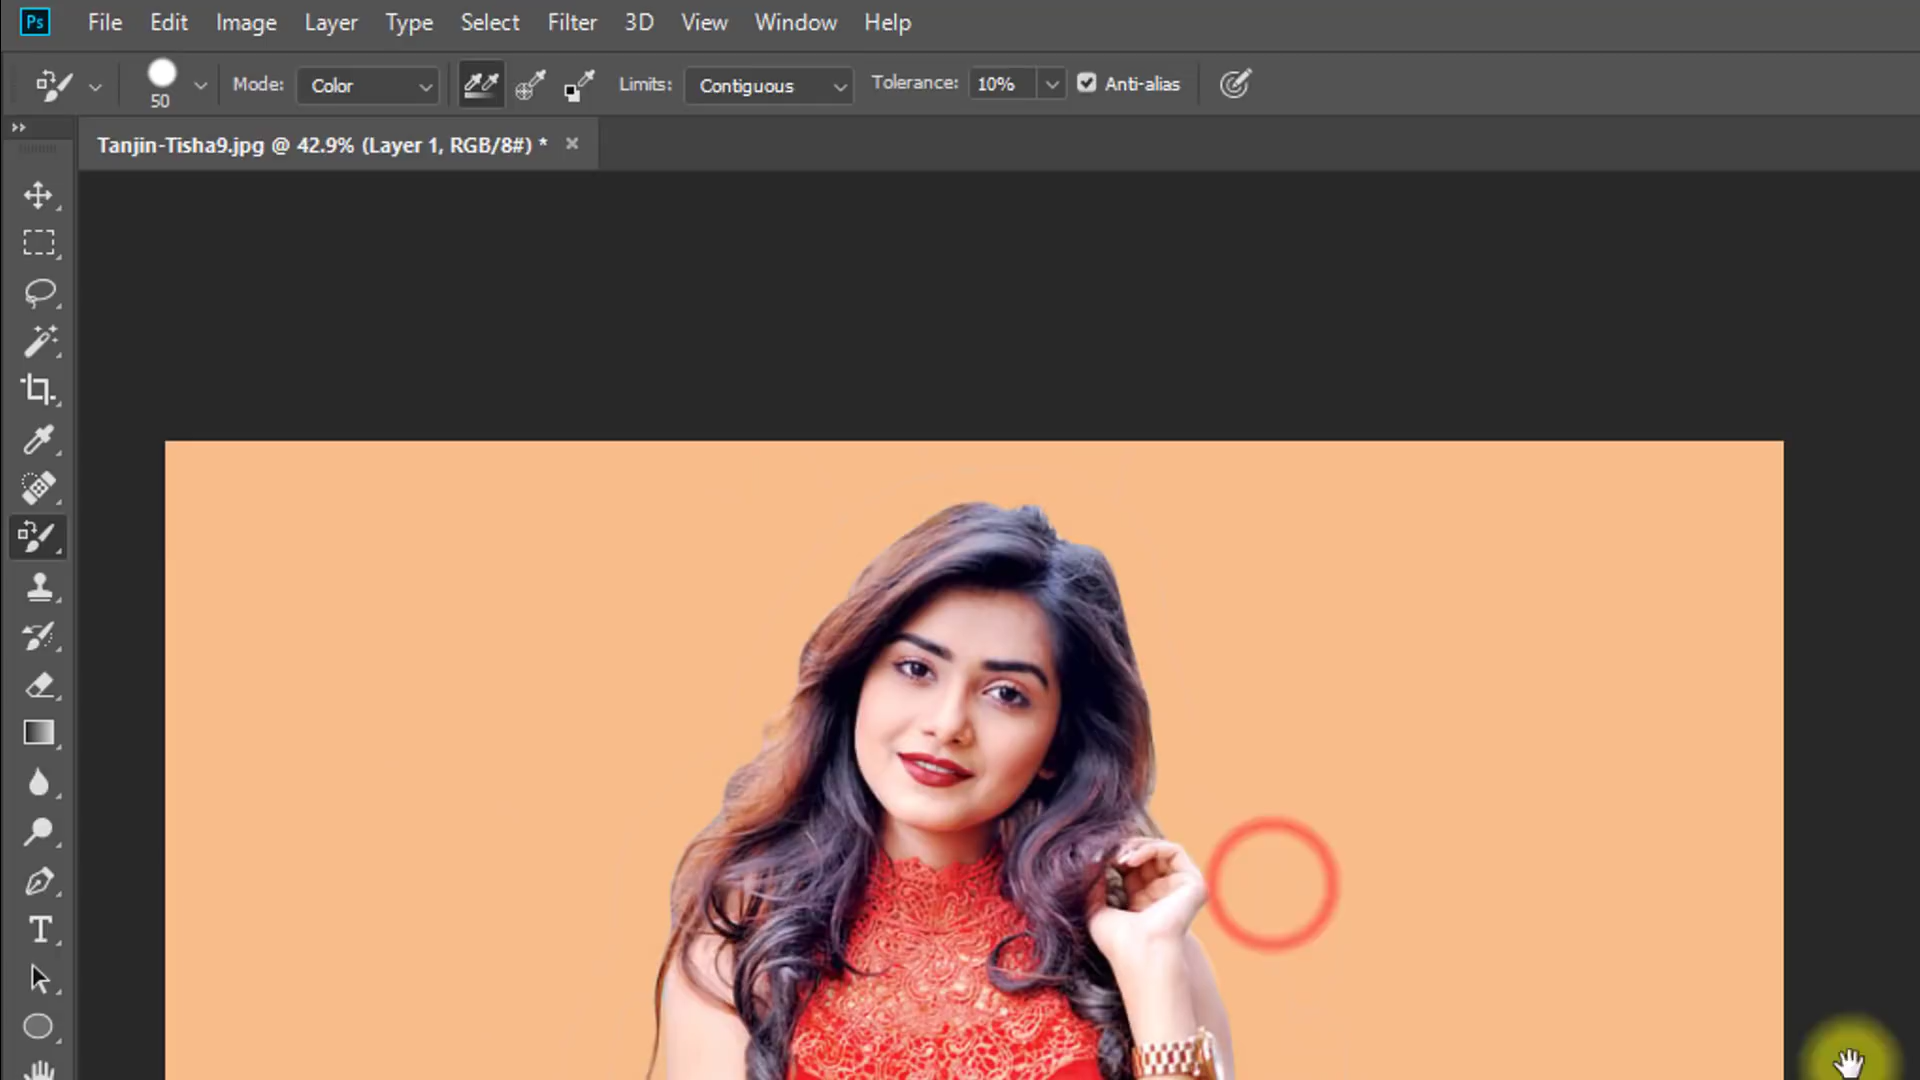 Ps File Edit Image Layer Type Select Filter 3D View Window Help
50 Mode: Color Limits: Contiguous Tolerance: 10% Anti-alias
Tanjin-Tisha9.jpg @ 42.9% (Layer 1, RGB/8#) *